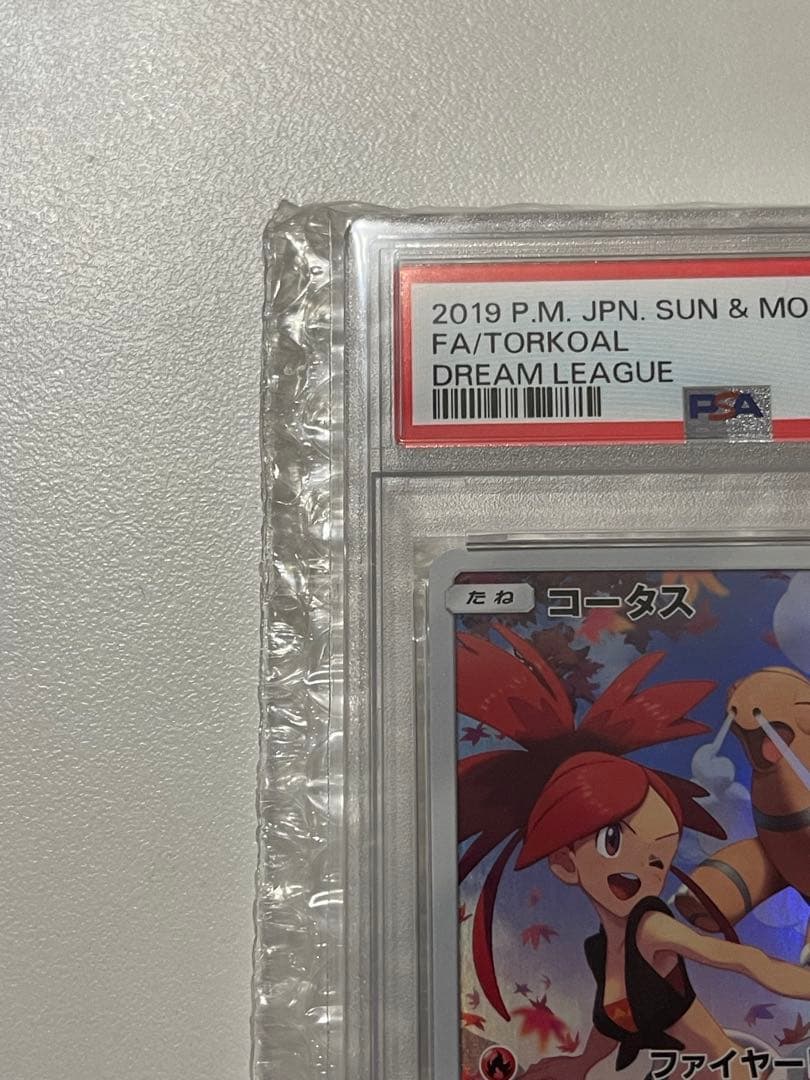 2019 P.M. JPN. SUN & MO
FA/TORKOAL
DREAM LEAGUE
PSA
たね コータス
ファイヤー